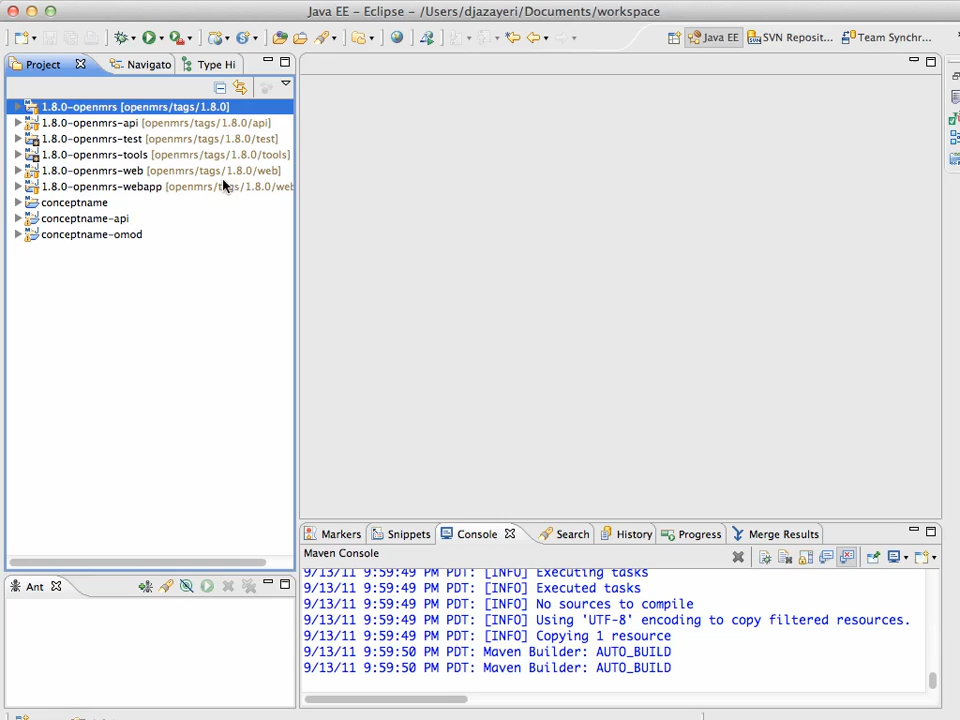 Java EE - Eclipse - /Users/djazayeri/Documents/workspace
Java EE
SVN Reposit...
Team Synchr...
Project
Navigato
Type Hi
1.8.0-openmrs [openmrs/tags/1.8.0]
1.8.0-openmrs-api [openmrs/tags/1.8.0/api]
1.8.0-openmrs-test [openmrs/tags/1.8.0/test]
1.8.0-openmrs-tools [openmrs/tags/1.8.0/tools]
1.8.0-openmrs-web [openmrs/tags/1.8.0/web]
1.8.0-openmrs-webapp [openmrs/tags/1.8.0/web
conceptname
conceptname-api
conceptname-omod
Markers
Snippets
Console
Search
History
Progress
Merge Results
Maven Console
9/13/11 9:59:49 PM PDT: [INFO] Executing tasks
9/13/11 9:59:49 PM PDT: [INFO] Executed tasks
9/13/11 9:59:49 PM PDT: [INFO] No sources to compile
9/13/11 9:59:49 PM PDT: [INFO] Using 'UTF-8' encoding to copy filtered resources.
9/13/11 9:59:49 PM PDT: [INFO] Copying 1 resource
9/13/11 9:59:50 PM PDT: Maven Builder: AUTO_BUILD
9/13/11 9:59:50 PM PDT: Maven Builder: AUTO_BUILD
Ant